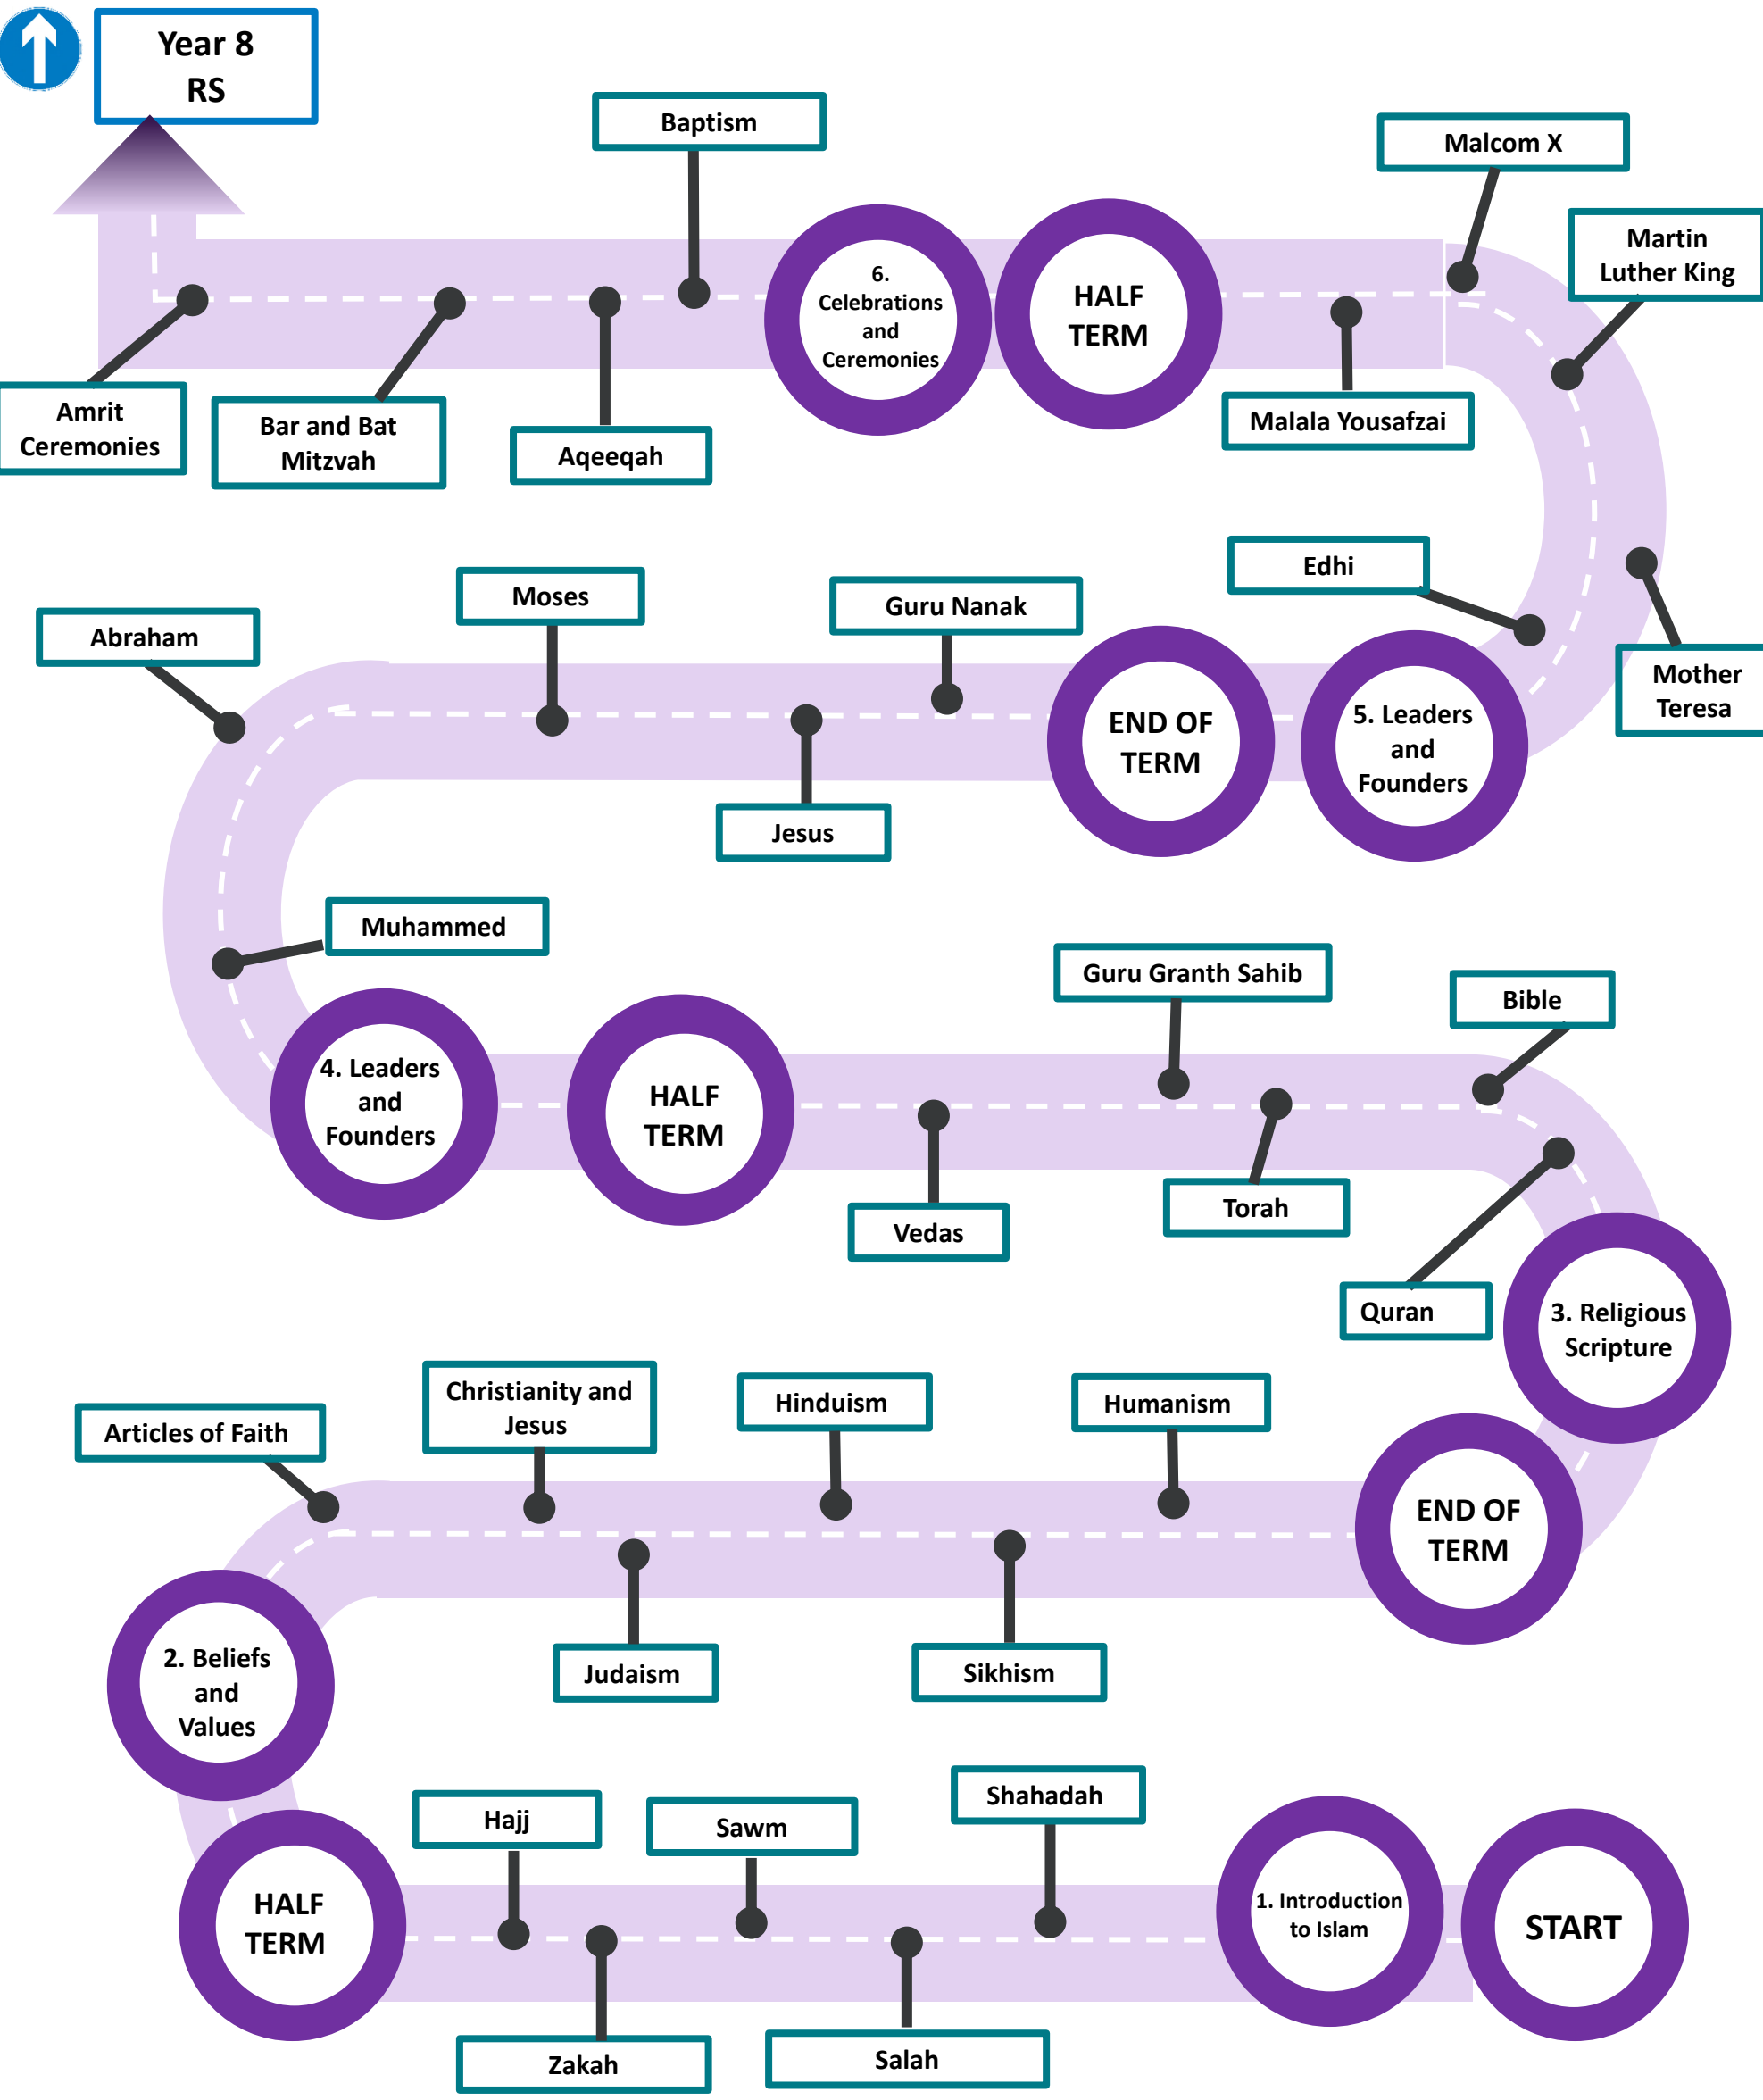 Year 8
RS
Baptism
Malcom X
Martin
Luther King
6.
Celebrations
and
Ceremonies
HALF
TERM
Amrit
Ceremonies
Bar and Bat
Mitzvah
Aqeeqah
Malala Yousafzai
Edhi
Moses
Guru Nanak
Abraham
Mother
Teresa
END OF
TERM
5. Leaders
and
Founders
Jesus
Muhammed
Guru Granth Sahib
Bible
4. Leaders
and
Founders
HALF
TERM
Vedas
Torah
Quran
3. Religious
Scripture
Articles of Faith
Christianity and
Jesus
Hinduism
Humanism
END OF
TERM
2. Beliefs
and
Values
Judaism
Sikhism
Hajj
Sawm
Shahadah
HALF
TERM
1. Introduction
to Islam
START
Zakah
Salah